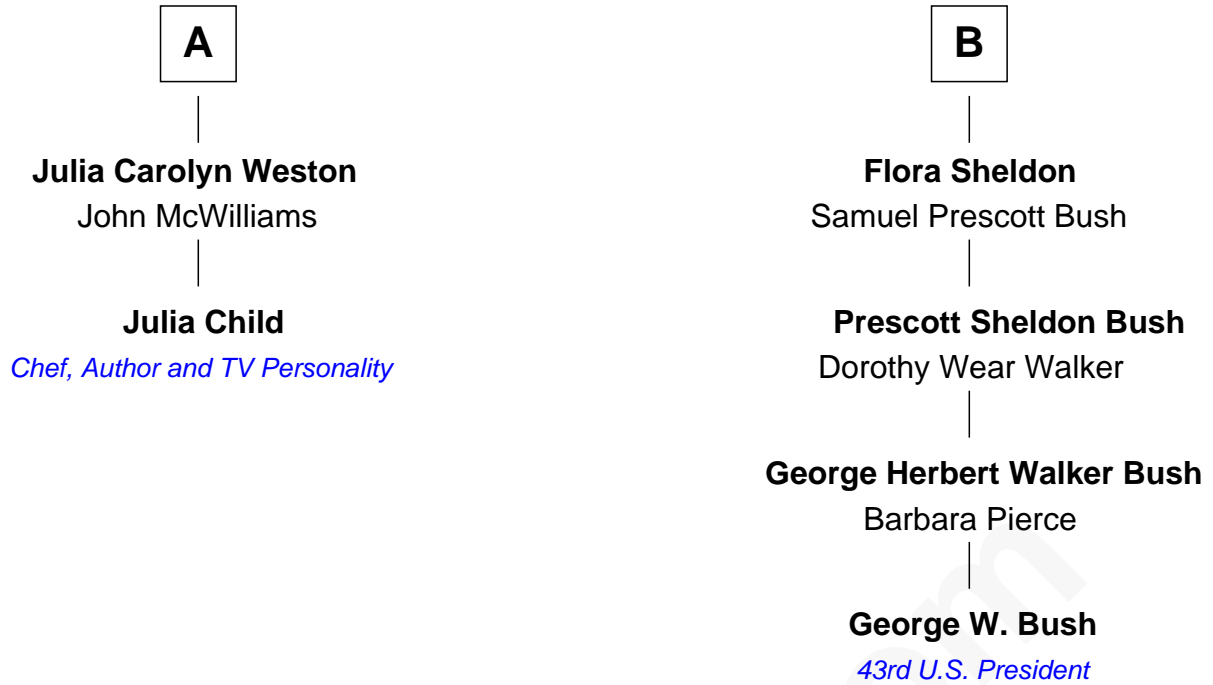 A
Julia Carolyn Weston
John McWilliams
Julia Child
Chef, Author and TV Personality
B
Flora Sheldon
Samuel Prescott Bush
Prescott Sheldon Bush
Dorothy Wear Walker
George Herbert Walker Bush
Barbara Pierce
George W. Bush
43rd U.S. President